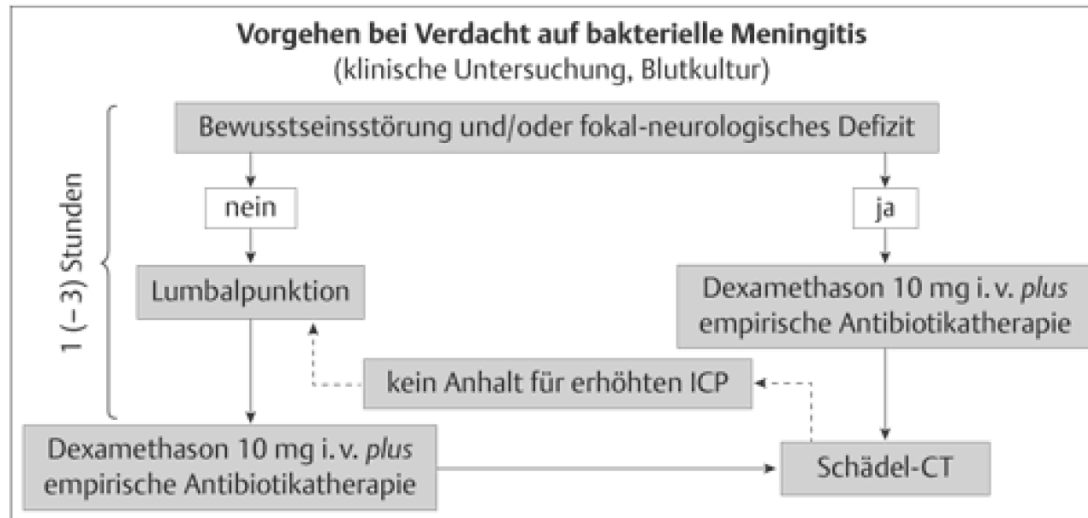 Vorgehen bei Verdacht auf bakterielle Meningitis
(klinische Untersuchung, Blutkultur)
Bewusstseinsstörung und/oder fokal-neurologisches Defizit
nein
ja
1 (– 3) Stunden
Lumbalpunktion
Dexamethason 10 mg i. v. plus
empirische Antibiotikatherapie
kein Anhalt für erhöhten ICP
Dexamethason 10 mg i. v. plus
empirische Antibiotikatherapie
Schädel-CT